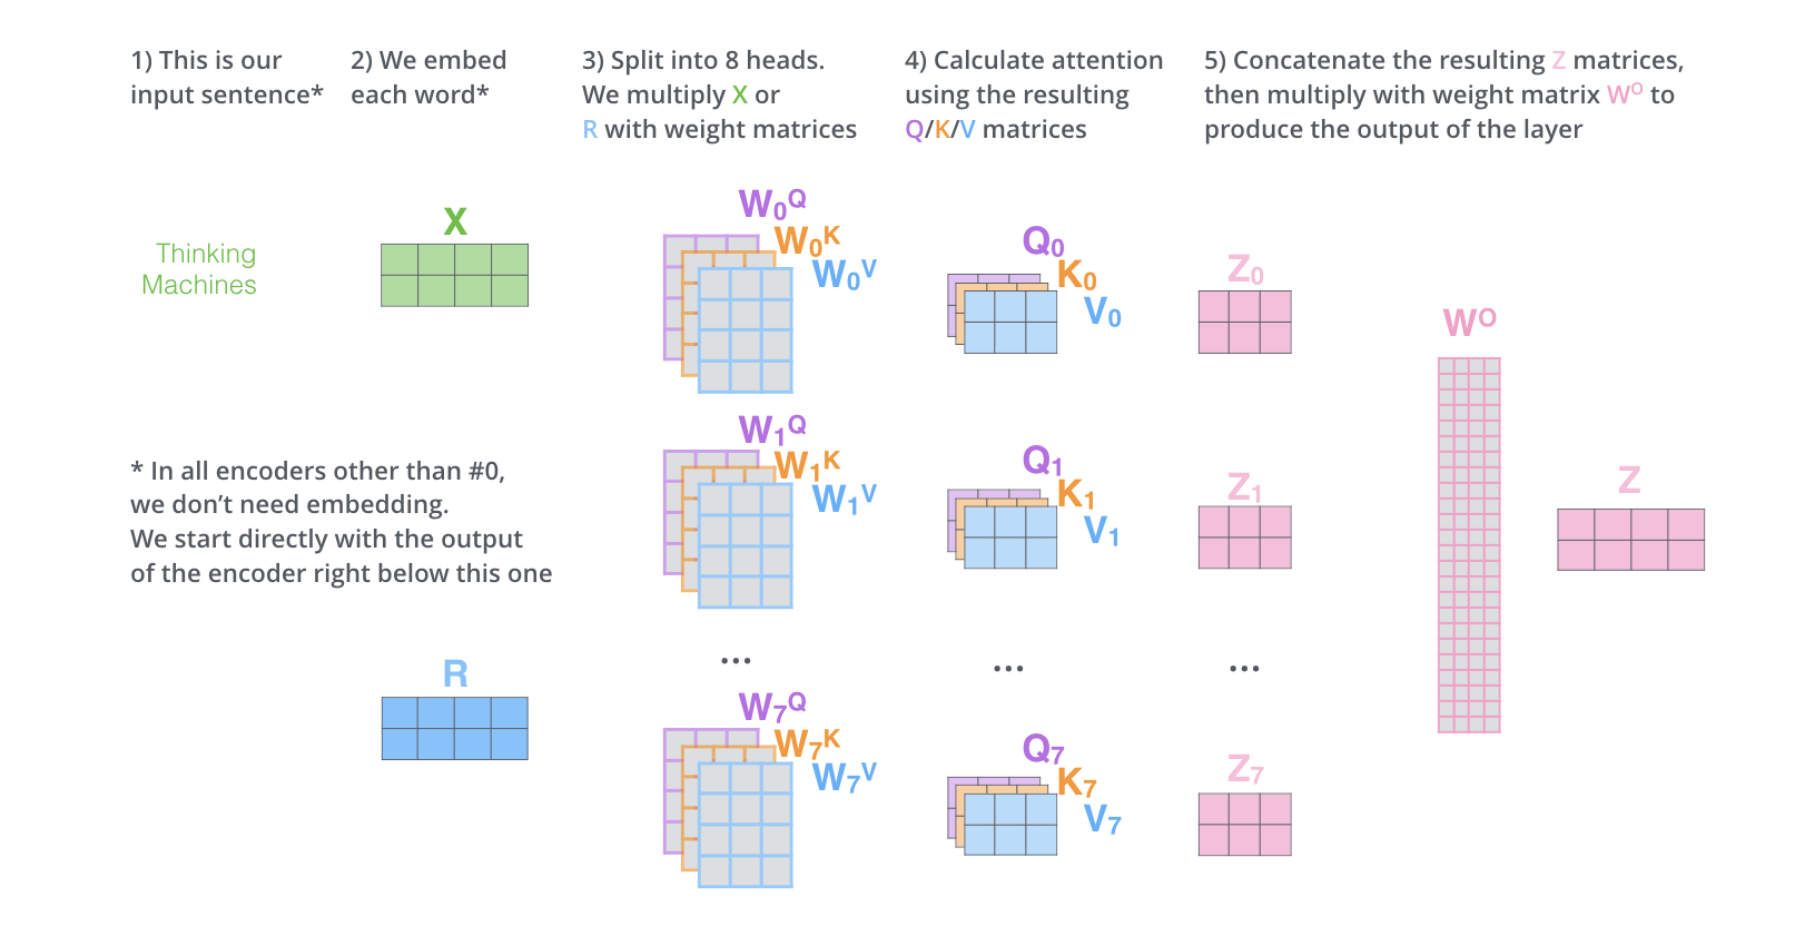 1) This is our
input sentence*
2) We embed
each word*
3) Split into 8 heads.
We multiply X or
R with weight matrices
4) Calculate attention
using the resulting
Q/K/V matrices
5) Concatenate the resulting Z matrices,
then multiply with weight matrix Wᴼ to
produce the output of the layer
Thinking
Machines
X
W₀Q
W₀K
W₀V
Q₀
K₀
V₀
Z₀
Wᴼ
* In all encoders other than #0,
we don’t need embedding.
We start directly with the output
of the encoder right below this one
W₁Q
W₁K
W₁V
Q₁
K₁
V₁
Z₁
Z
...
...
...
R
W₇Q
W₇K
W₇V
Q₇
K₇
V₇
Z₇